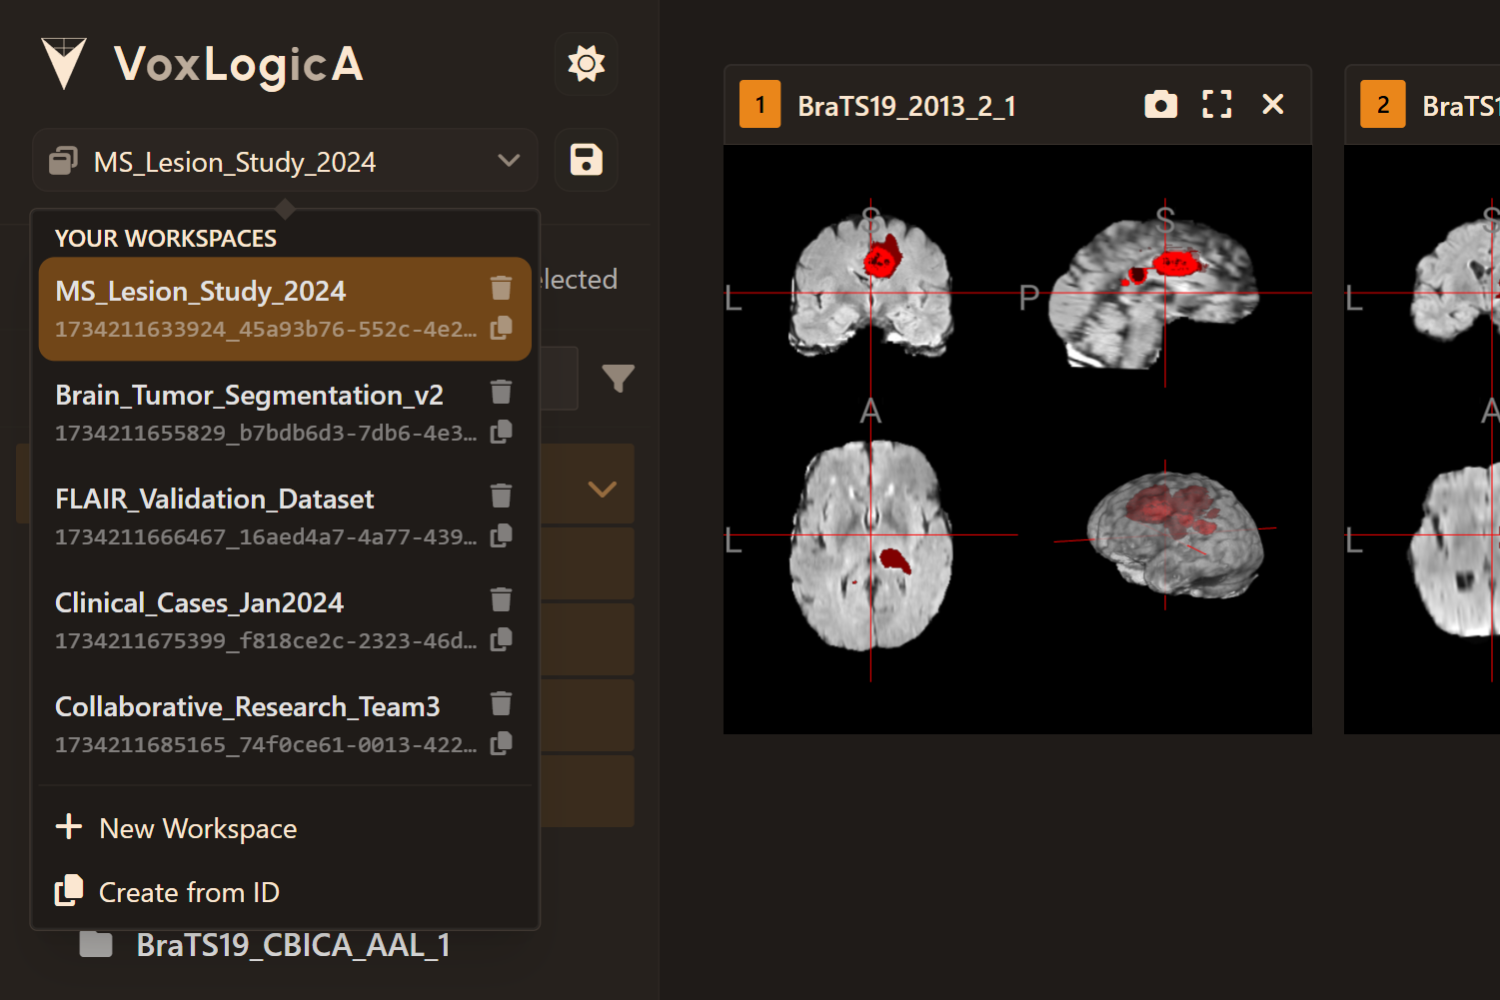 VoxLogicA
MS_Lesion_Study_2024
YOUR WORKSPACES
MS_Lesion_Study_2024
1734211633924_45a93b76-552c-4e2…
Brain_Tumor_Segmentation_v2
1734211655829_b7bdb6d3-7db6-4e3…
FLAIR_Validation_Dataset
1734211666467_16aed4a7-4a77-439…
Clinical_Cases_Jan2024
1734211675399_f818ce2c-2323-46d…
Collaborative_Research_Team3
1734211685165_74f0ce61-0013-422…
New Workspace
Create from ID
elected
BraTS19_CBICA_AAL_1
1 BraTS19_2013_2_1
S S
L P
A
L
2 BraTS1
S
L
A
L